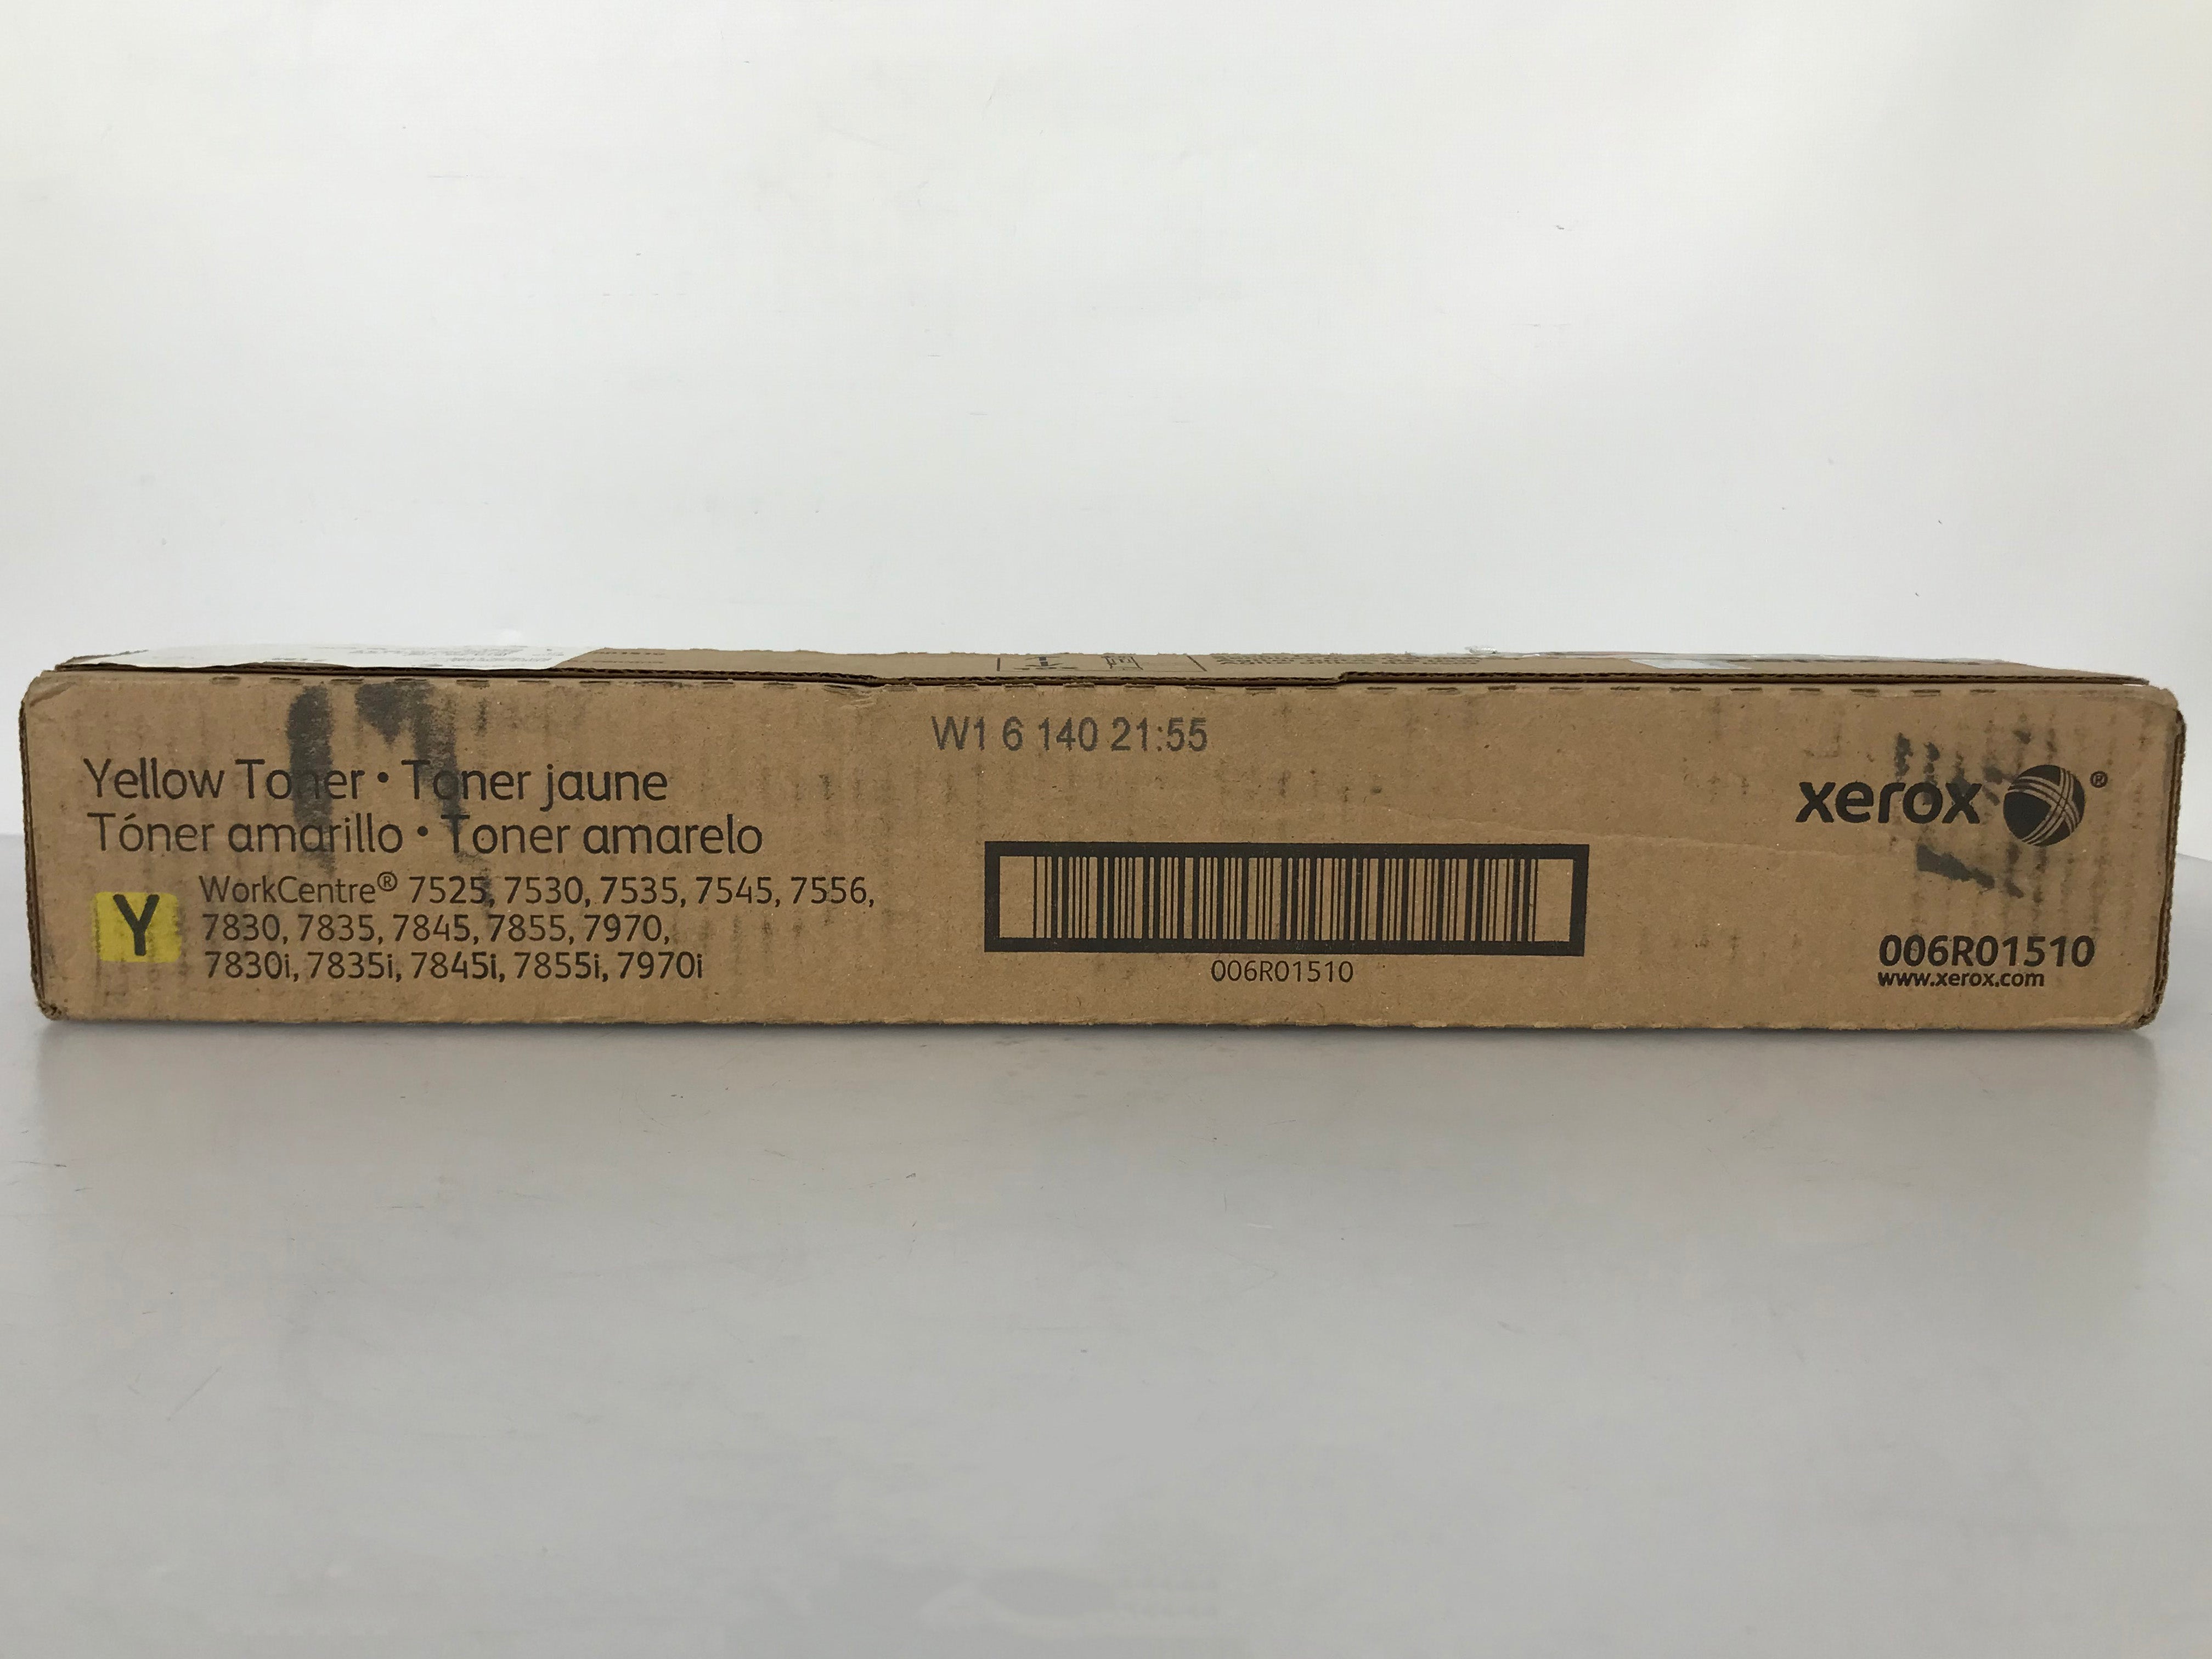 W1 6 140 21:55
Yellow Toner • Toner jaune
Tóner amarillo • Toner amarelo
Y
WorkCentre® 7525, 7530, 7535, 7545, 7556,
7830, 7835, 7845, 7855, 7970,
7830i, 7835i, 7845i, 7855i, 7970i
006R01510
xerox ®
006R01510
www.xerox.com